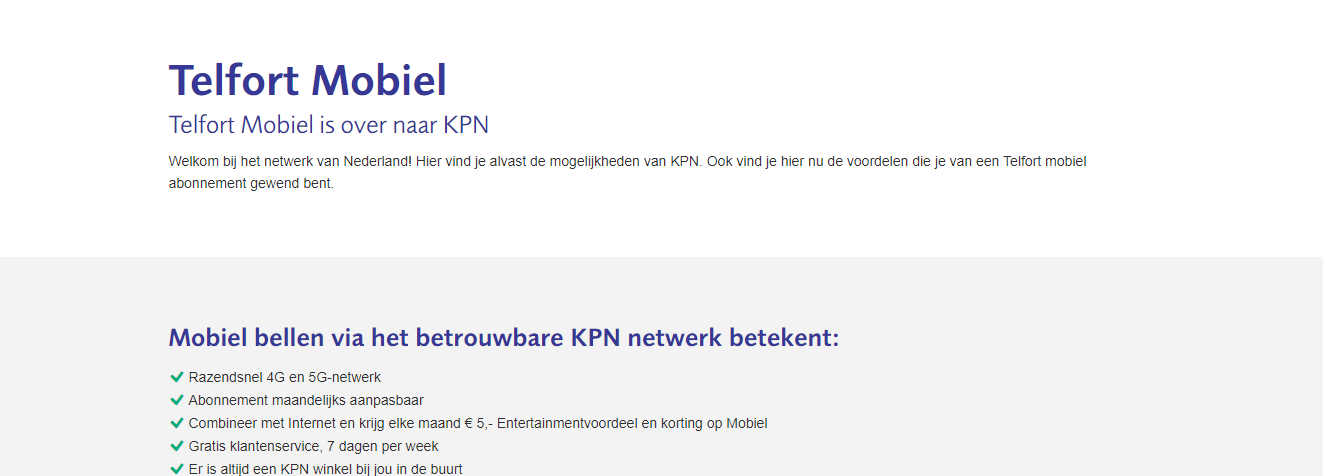 Telfort Mobiel
Telfort Mobiel is over naar KPN
Welkom bij het netwerk van Nederland! Hier vind je alvast de mogelijkheden van KPN. Ook vind je hier nu de voordelen die je van een Telfort mobiel
abonnement gewend bent.
Mobiel bellen via het betrouwbare KPN netwerk betekent:
Razendsnel 4G en 5G-netwerk
Abonnement maandelijks aanpasbaar
Combineer met Internet en krijg elke maand € 5,- Entertainmentvoordeel en korting op Mobiel
Gratis klantenservice, 7 dagen per week
Er is altijd een KPN winkel bij jou in de buurt